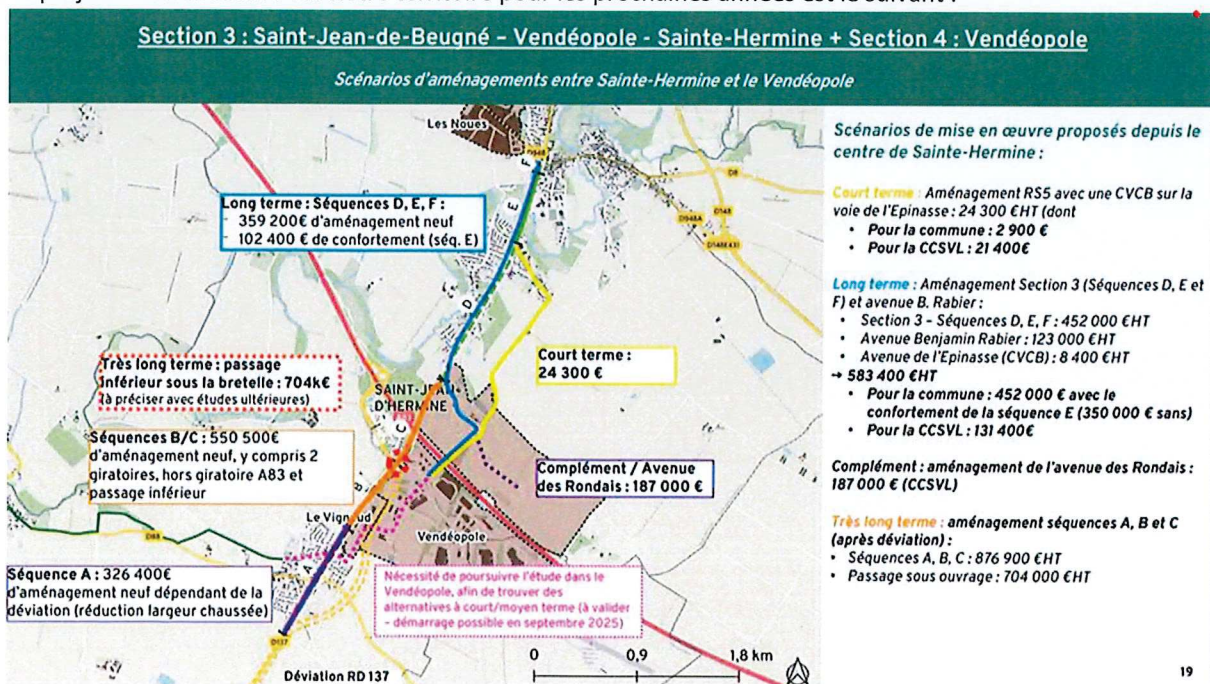 Section 3 : Saint-Jean-de-Beugné – Vendéopole - Sainte-Hermine + Section 4 : Vendéopole
Scénarios d'aménagements entre Sainte-Hermine et le Vendéopole
Les Noues
D948
F
D8
D948A
D148
D148E431
Long terme : Séquences D, E, F :
- 359 200€ d'aménagement neuf
- 102 400 € de confortement (séq. E)
E
D
Très long terme : passage
inférieur sous la bretelle : 704k€
(à préciser avec études ultérieures)
SAINT-JEAN
D'HERMINE
C
Court terme :
24 300 €
Séquences B/C : 550 500€
d'aménagement neuf, y compris 2
giratoires, hors giratoire A83 et
passage inférieur
B
Complément / Avenue
des Rondais : 187 000 €
Le Vignaud
Vendéopole
D88
A
Séquence A : 326 400€
d'aménagement neuf dépendant de la
déviation (réduction largeur chaussée)
Nécessité de poursuivre l'étude dans le
Vendéopole, afin de trouver des
alternatives à court/moyen terme (à valider
– démarrage possible en septembre 2025)
D137
Déviation RD 137
0 0,9 1,8 km
Scénarios de mise en œuvre proposés depuis le
centre de Sainte-Hermine :
Court terme : Aménagement RS5 avec une CVCB sur la
voie de l'Epinasse : 24 300 €HT (dont
• Pour la commune : 2 900 €
• Pour la CCSVL : 21 400€
Long terme : Aménagement Section 3 (Séquences D, E et
F) et avenue B. Rabier :
• Section 3 – Séquences D, E, F : 452 000 €HT
• Avenue Benjamin Rabier : 123 000 €HT
• Avenue de l'Epinasse (CVCB) : 8 400 €HT
→ 583 400 €HT
• Pour la commune : 452 000 € avec le
confortement de la séquence E (350 000 € sans)
• Pour la CCSVL : 131 400€
Complément : aménagement de l'avenue des Rondais :
187 000 € (CCSVL)
Très long terme : aménagement séquences A, B et C
(après déviation) :
• Séquences A, B, C : 876 900 €HT
• Passage sous ouvrage : 704 000 €HT
19